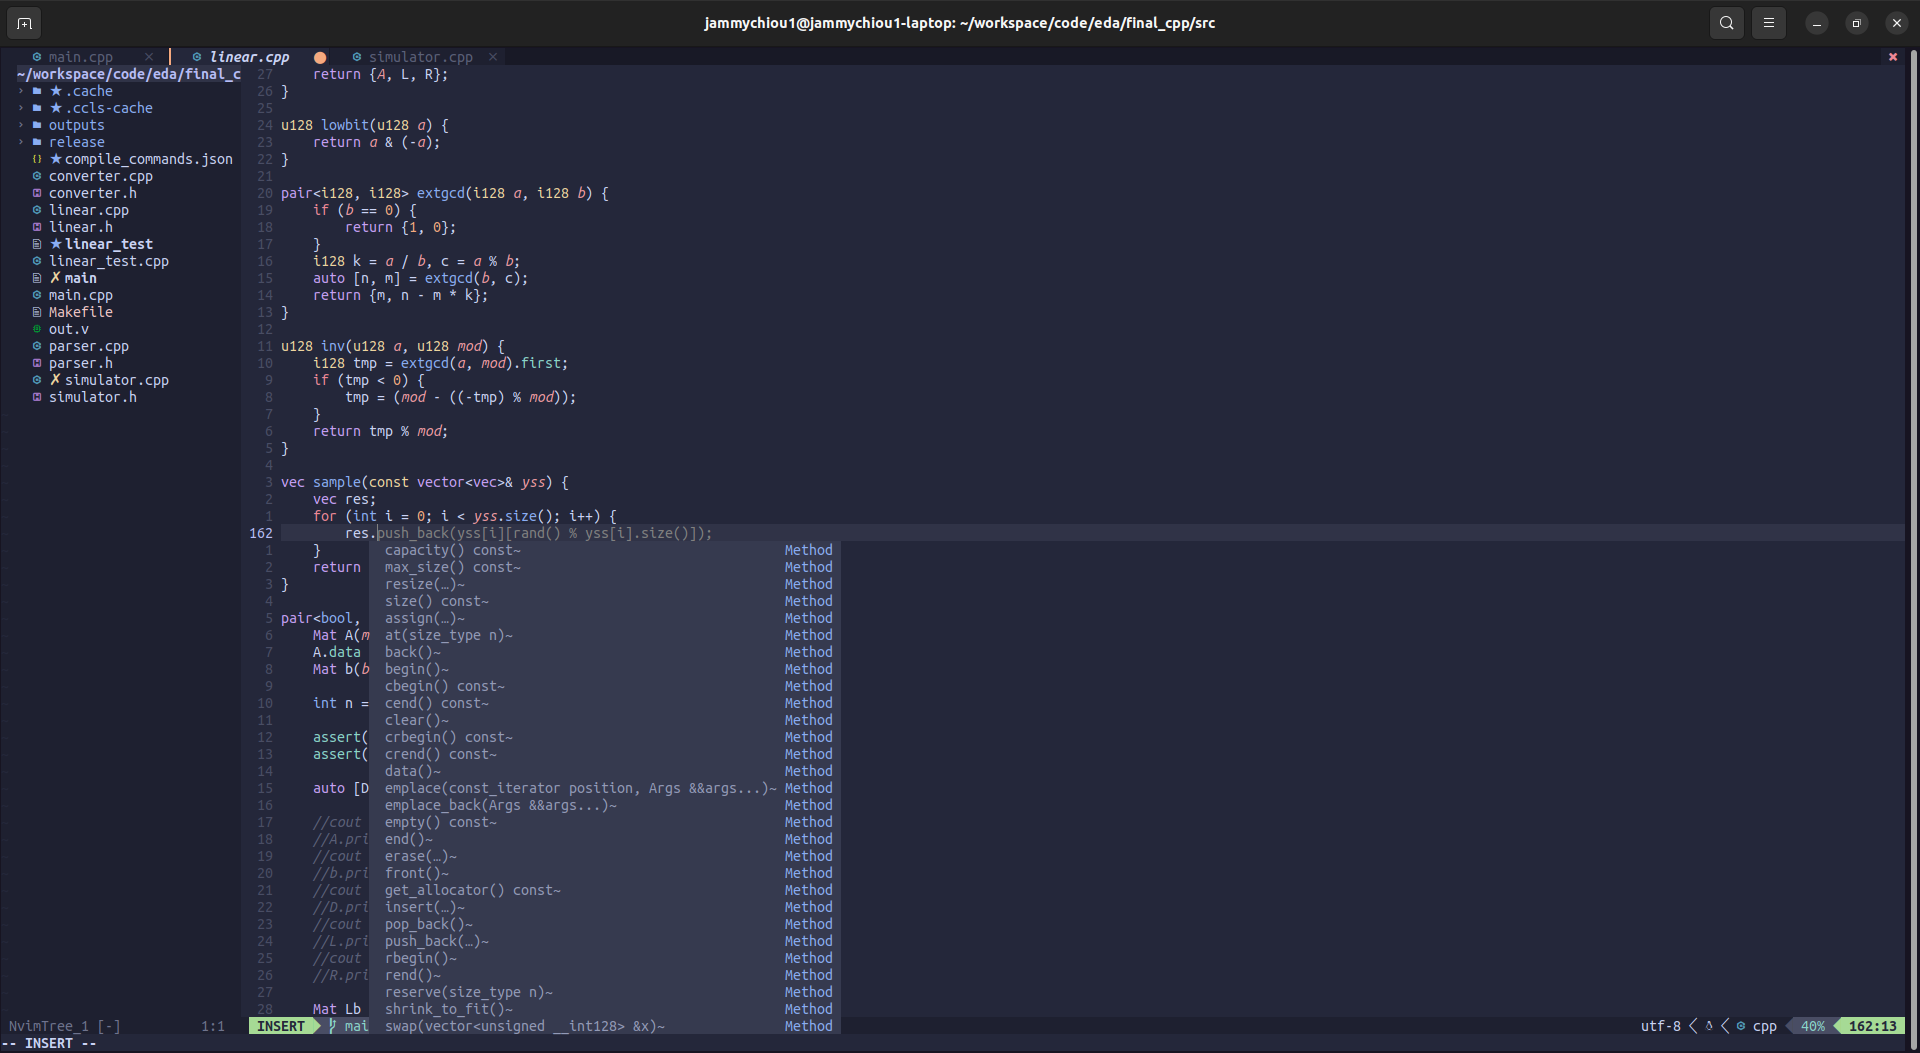 jammychiou1@jammychiou1-laptop: ~/workspace/code/eda/final_cpp/src
main.cpp
linear.cpp
simulator.cpp
~/workspace/code/eda/final_c
.cache
.ccls-cache
outputs
release
compile_commands.json
converter.cpp
converter.h
linear.cpp
linear.h
linear_test
linear_test.cpp
main
main.cpp
Makefile
out.v
parser.cpp
parser.h
simulator.cpp
simulator.h
27 return {A, L, R};
26 }
25
24 u128 lowbit(u128 a) {
23 return a & (-a);
22 }
21
20 pair<i128, i128> extgcd(i128 a, i128 b) {
19 if (b == 0) {
18 return {1, 0};
17 }
16 i128 k = a / b, c = a % b;
15 auto [n, m] = extgcd(b, c);
14 return {m, n - m * k};
13 }
12
11 u128 inv(u128 a, u128 mod) {
10 i128 tmp = extgcd(a, mod).first;
9 if (tmp < 0) {
8 tmp = (mod - ((-tmp) % mod));
7 }
6 return tmp % mod;
5 }
4
3 vec sample(const vector<vec>& yss) {
2 vec res;
1 for (int i = 0; i < yss.size(); i++) {
162 res.push_back(yss[i][rand() % yss[i].size()]);
1 } capacity() const~ Method
2 return max_size() const~ Method
3 } resize(…)~ Method
4 size() const~ Method
5 pair<bool, assign(…)~ Method
6 Mat A(m at(size_type n)~ Method
7 A.data back()~ Method
8 Mat b(b begin()~ Method
9 cbegin() const~ Method
10 int n = cend() const~ Method
11 clear()~ Method
12 assert( crbegin() const~ Method
13 assert( crend() const~ Method
14 data()~ Method
15 auto [D emplace(const_iterator position, Args &&args...)~ Method
16 emplace_back(Args &&args...)~ Method
17 //cout empty() const~ Method
18 //A.pri end()~ Method
19 //cout erase(…)~ Method
20 //b.pri front()~ Method
21 //cout get_allocator() const~ Method
22 //D.pri insert(…)~ Method
23 //cout pop_back()~ Method
24 //L.pri push_back(…)~ Method
25 //cout rbegin()~ Method
26 //R.pri rend()~ Method
27 reserve(size_type n)~ Method
28 Mat Lb shrink_to_fit()~ Method
NvimTree_1 [-] 1:1 INSERT mai swap(vector<unsigned __int128> &x)~ Method utf-8 cpp 40% 162:13
-- INSERT --